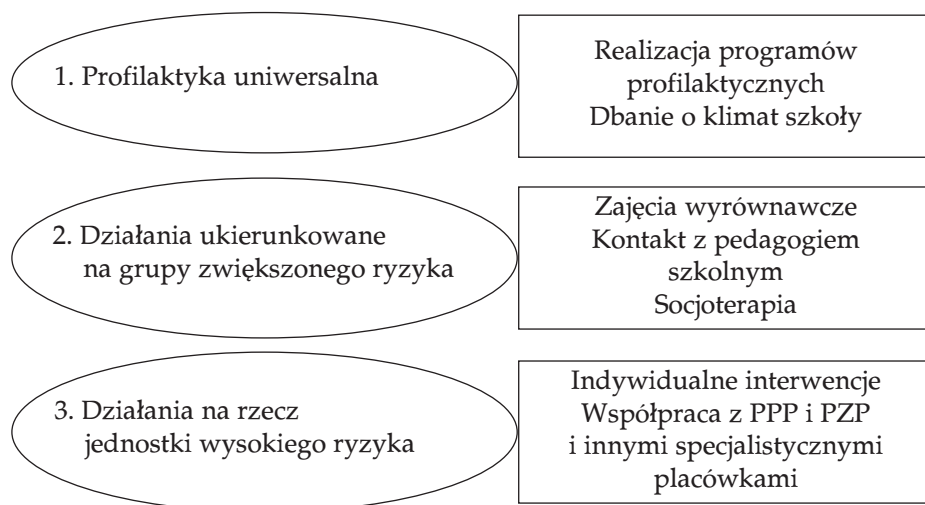 1. Profilaktyka uniwersalna
Realizacja programów
profilaktycznych
Dbanie o klimat szkoły
2. Działania ukierunkowane
na grupy zwiększonego ryzyka
Zajęcia wyrównawcze
Kontakt z pedagogiem
szkolnym
Socjoterapia
3. Działania na rzecz
jednostki wysokiego ryzyka
Indywidualne interwencje
Współpraca z PPP i PZP
i innymi specjalistycznymi
placówkami